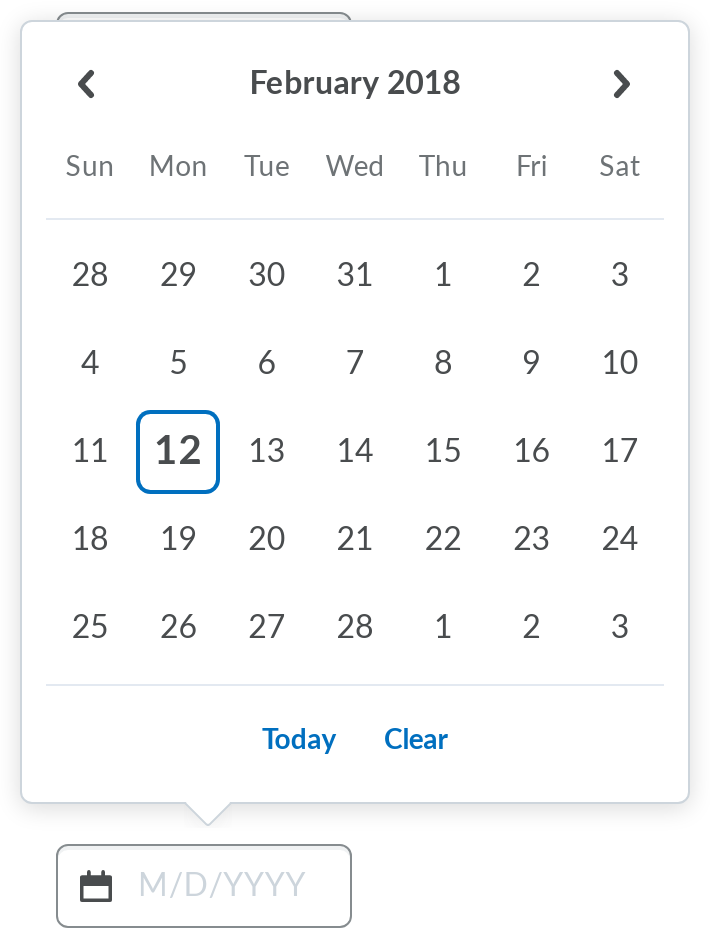 February 2018
Sun Mon Tue Wed Thu Fri Sat
28 29 30 31 1 2 3
4 5 6 7 8 9 10
11 12 13 14 15 16 17
18 19 20 21 22 23 24
25 26 27 28 1 2 3
Today Clear
M/D/YYYY